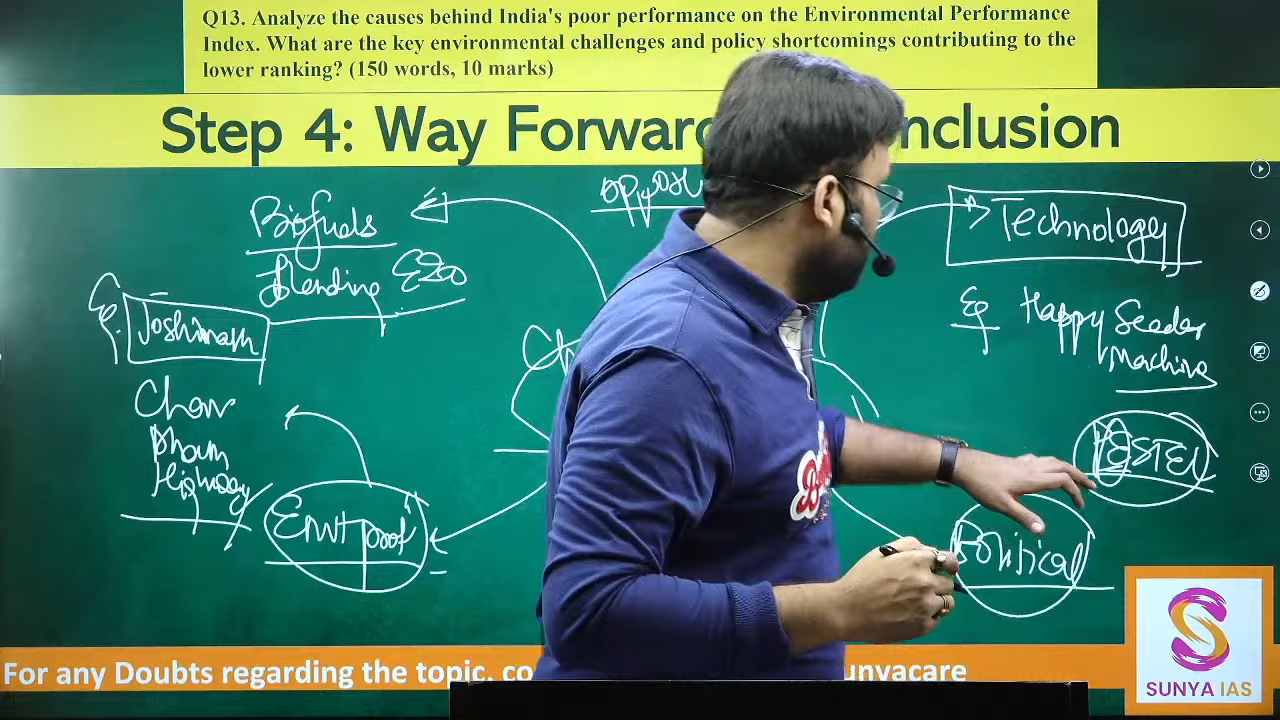 Q13. Analyze the causes behind India's poor performance on the Environmental Performance
Index. What are the key environmental challenges and policy shortcomings contributing to the
lower ranking? (150 words, 10 marks)
Step 4: Way Forwar nclusion
Biofuels
Blending E20
Eg. Joshimath
Char
Dham
Highway
Envt proof
Technology
Eg Happy Seeder
Machine
PESTEL
Political
For any Doubts regarding the topic, co unyacare
SUNYA IAS